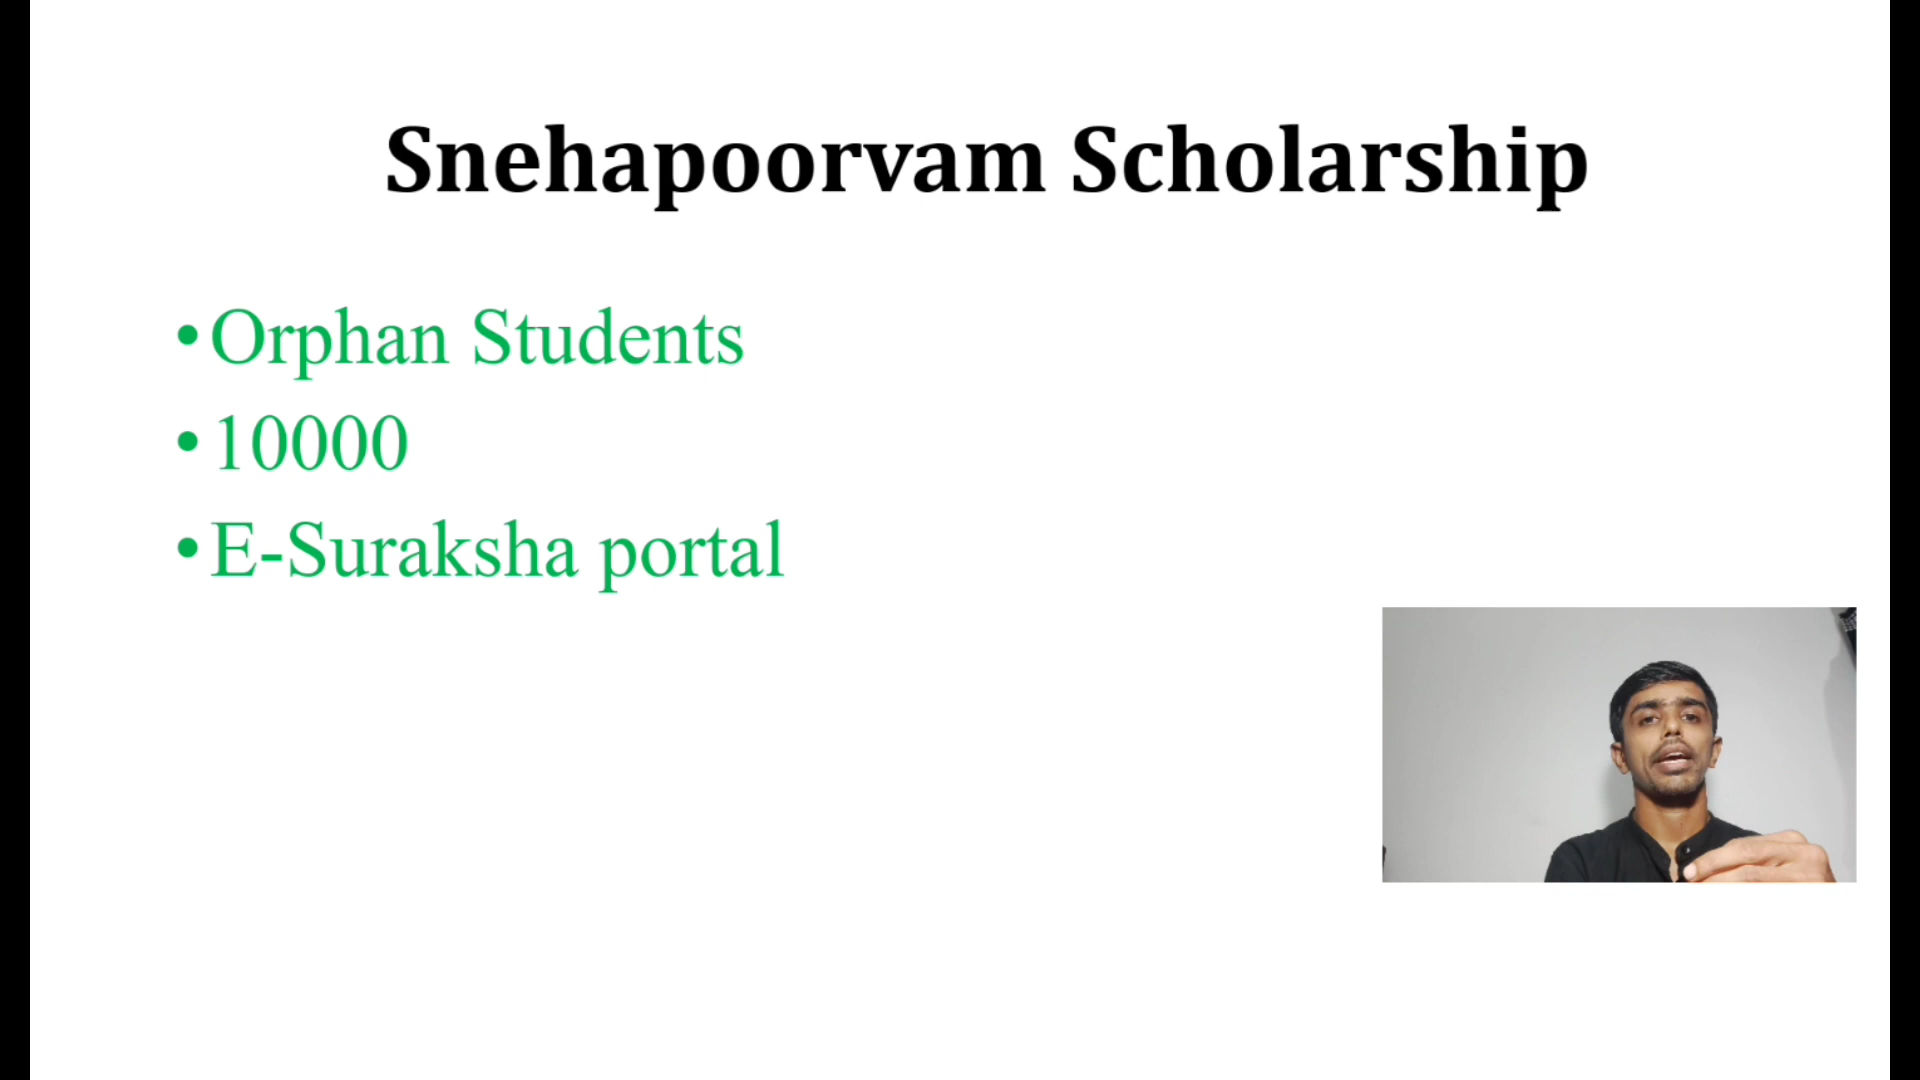 Snehapoorvam Scholarship
• Orphan Students
• 10000
• E-Suraksha portal